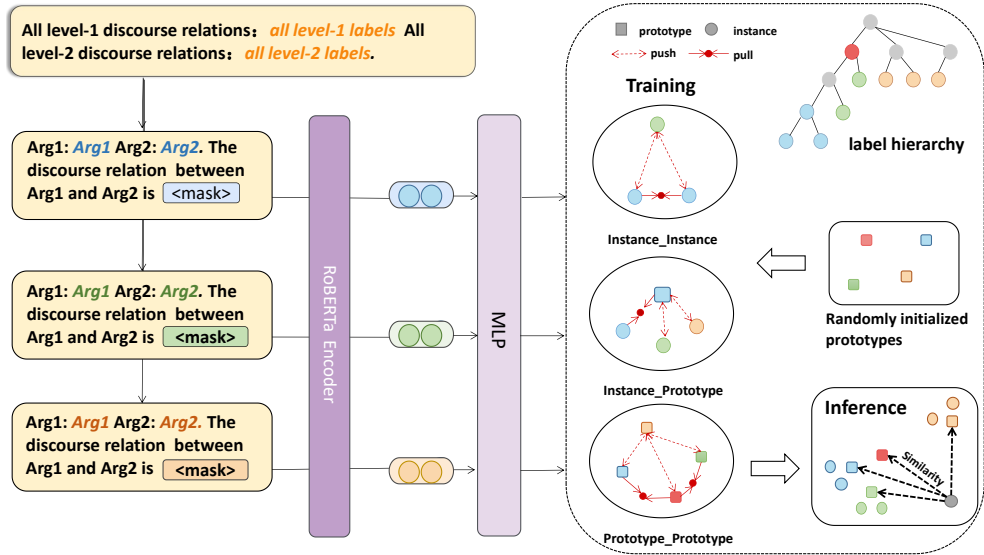 All level-1 discourse relations： all level-1 labels All
level-2 discourse relations： all level-2 labels.
Arg1: Arg1 Arg2: Arg2. The
discourse relation between
Arg1 and Arg2 is <mask>
Arg1: Arg1 Arg2: Arg2. The
discourse relation between
Arg1 and Arg2 is <mask>
Arg1: Arg1 Arg2: Arg2. The
discourse relation between
Arg1 and Arg2 is <mask>
RoBERTa Encoder
MLP
prototype
instance
push
pull
Training
label hierarchy
Instance_Instance
Randomly initialized
prototypes
Instance_Prototype
Inference
Similarity
Prototype_Prototype